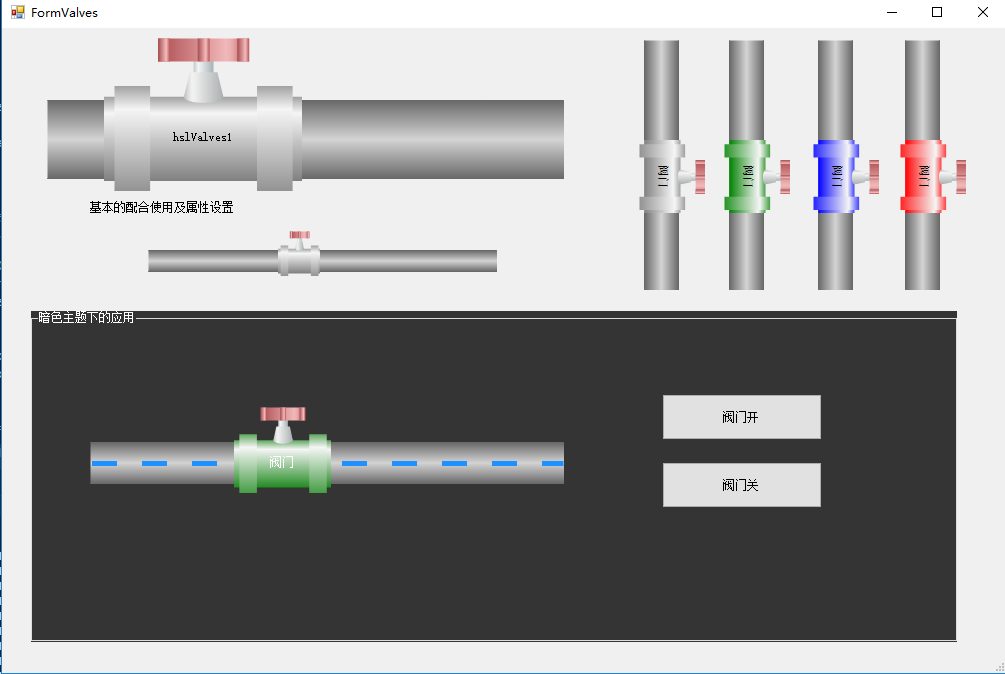 FormValves
hslValves1
基本的配合使用及属性设置
阀门
阀门
阀门
阀门
暗色主题下的应用
阀门
阀门开
阀门关